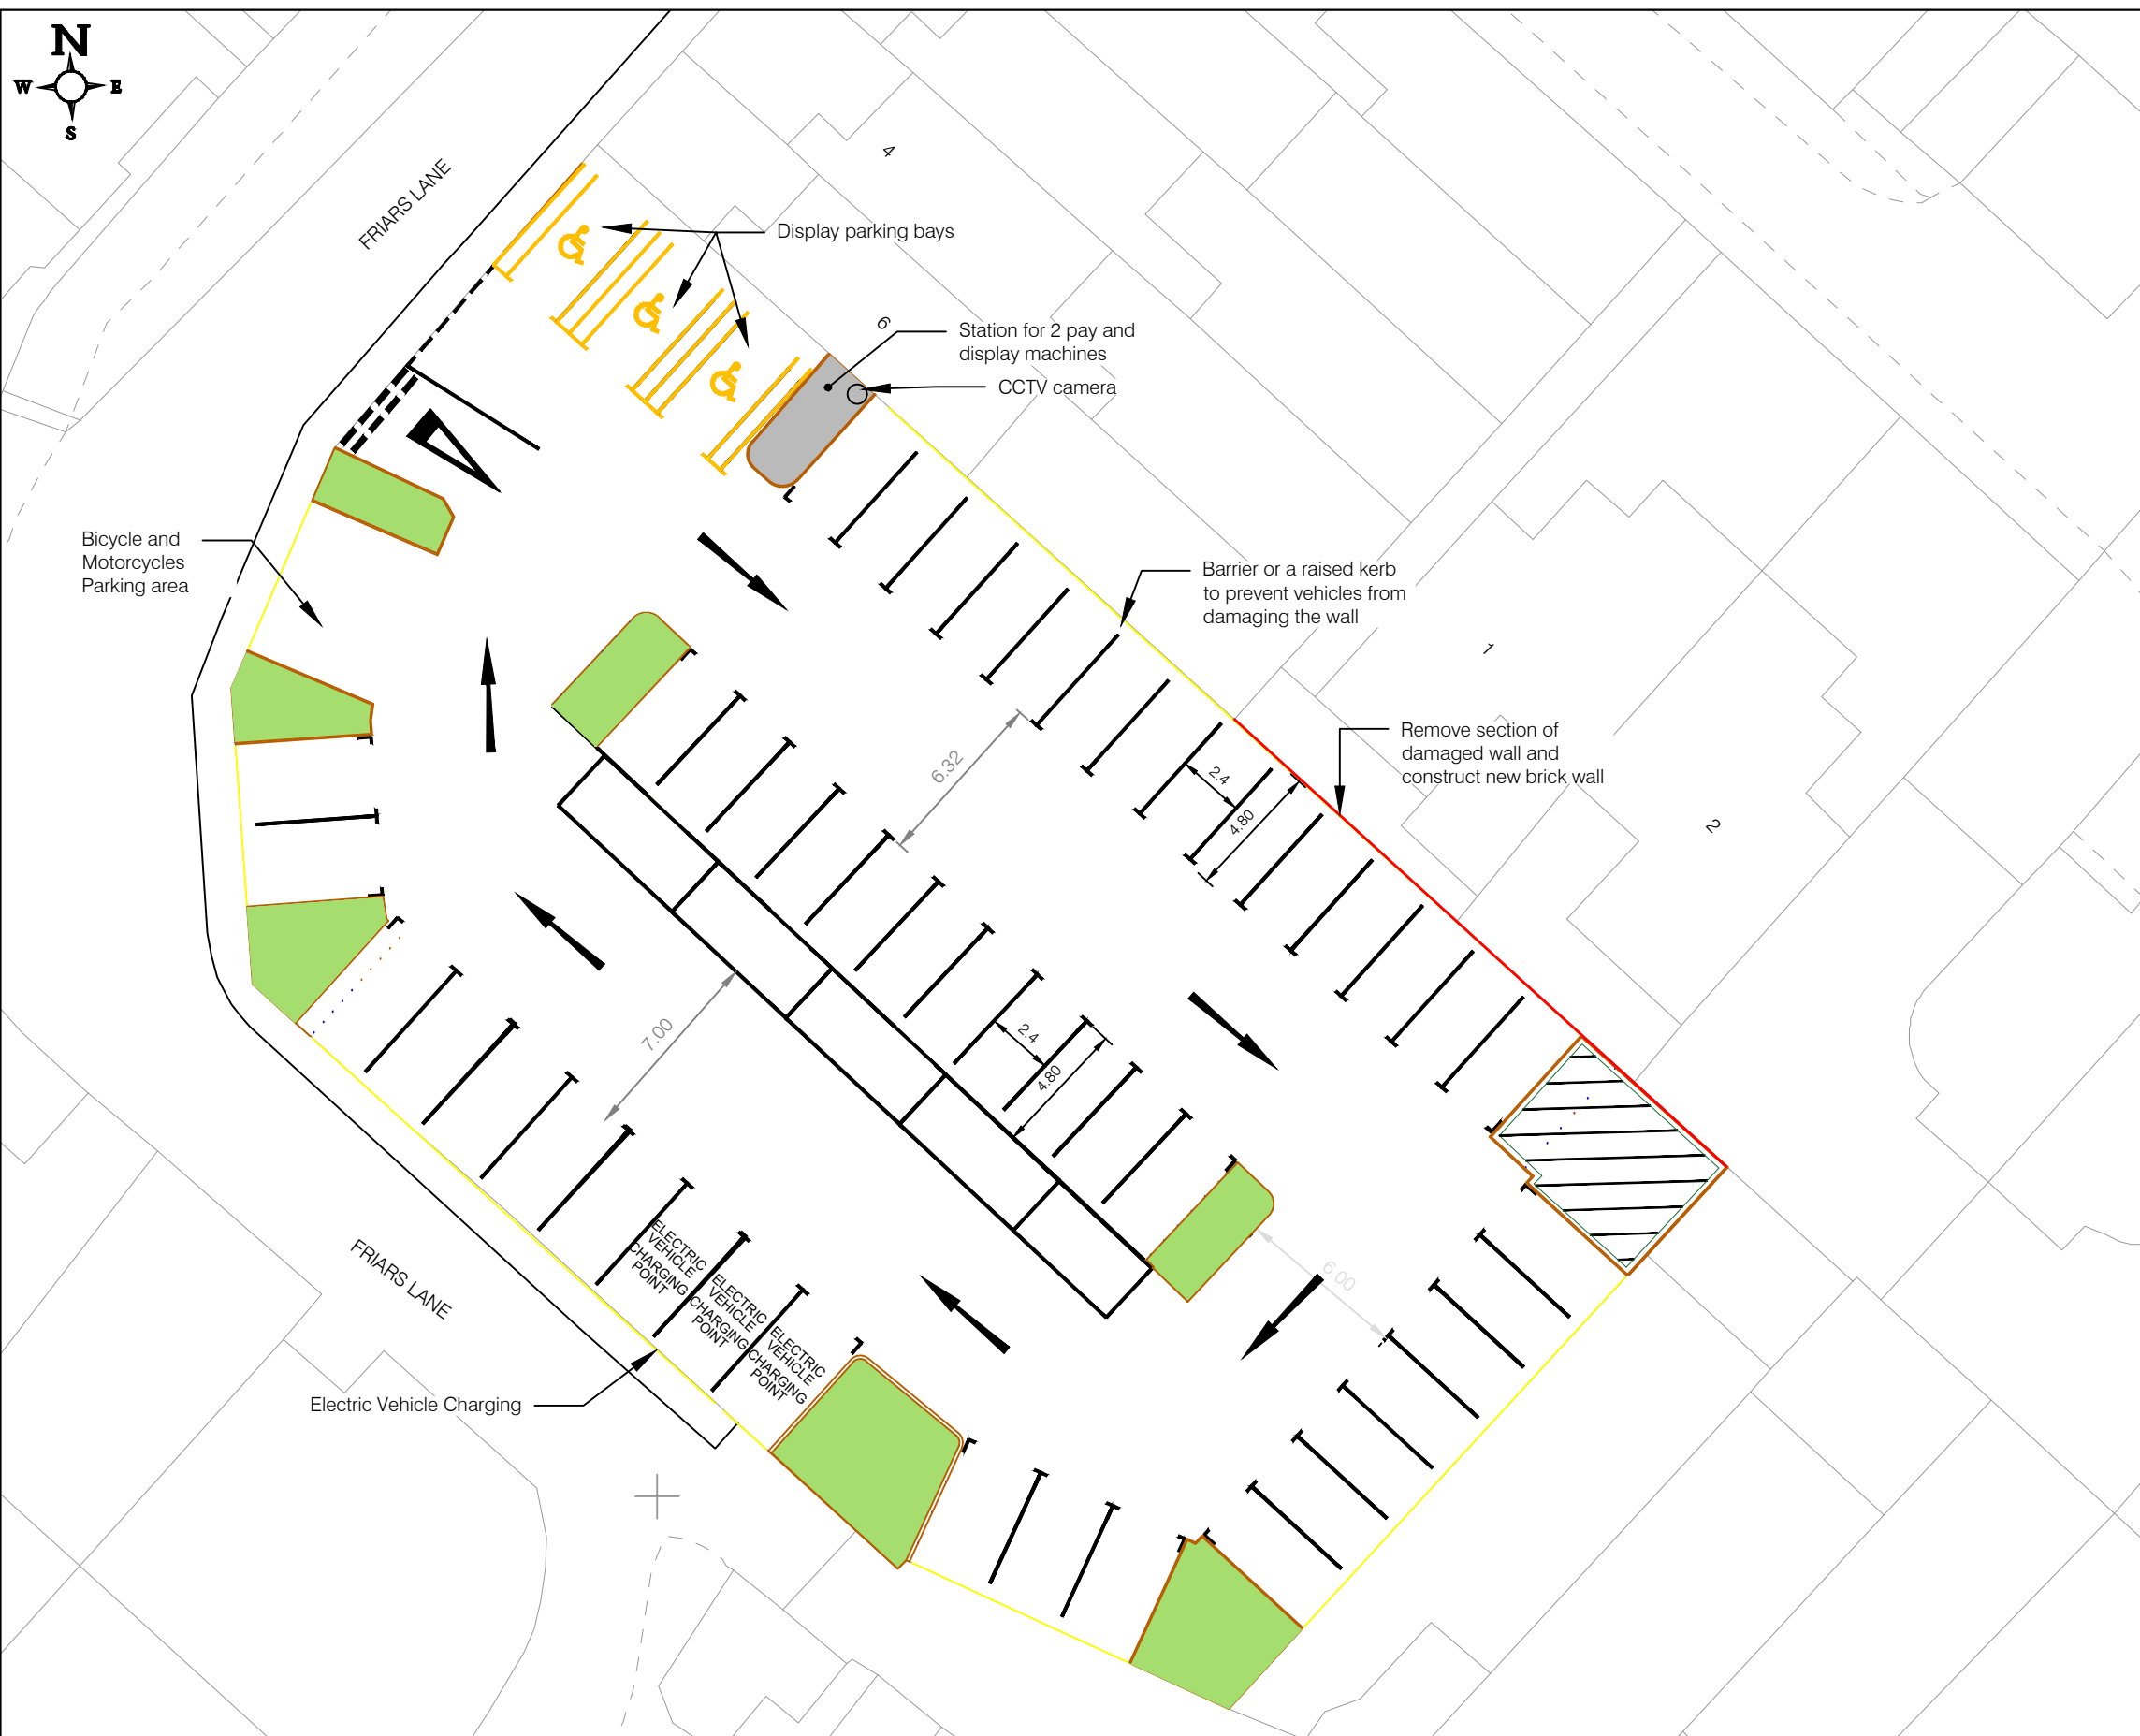 N
W E
S
FRIARS LANE
4
Display parking bays
6
Station for 2 pay and
display machines
CCTV camera
Bicycle and
Motorcycles
Parking area
Barrier or a raised kerb
to prevent vehicles from
damaging the wall
1
Remove section of
damaged wall and
construct new brick wall
2
6.32
2.4
4.80
7.00
2.4
4.80
6.00
ELECTRIC
VEHICLE
CHARGING
POINT
ELECTRIC
VEHICLE
CHARGING
POINT
ELECTRIC
VEHICLE
CHARGING
POINT
FRIARS LANE
Electric Vehicle Charging